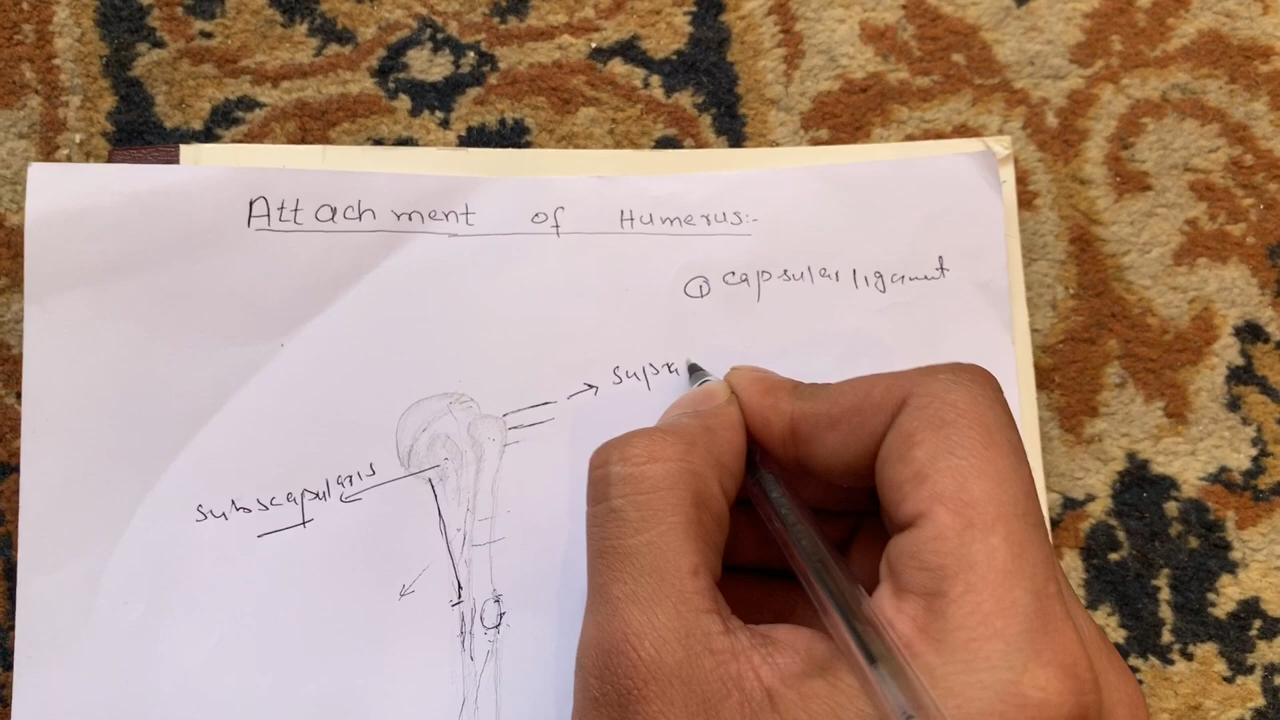 Attachment of Humerus:-
① capsular ligament
supra
subscapularis